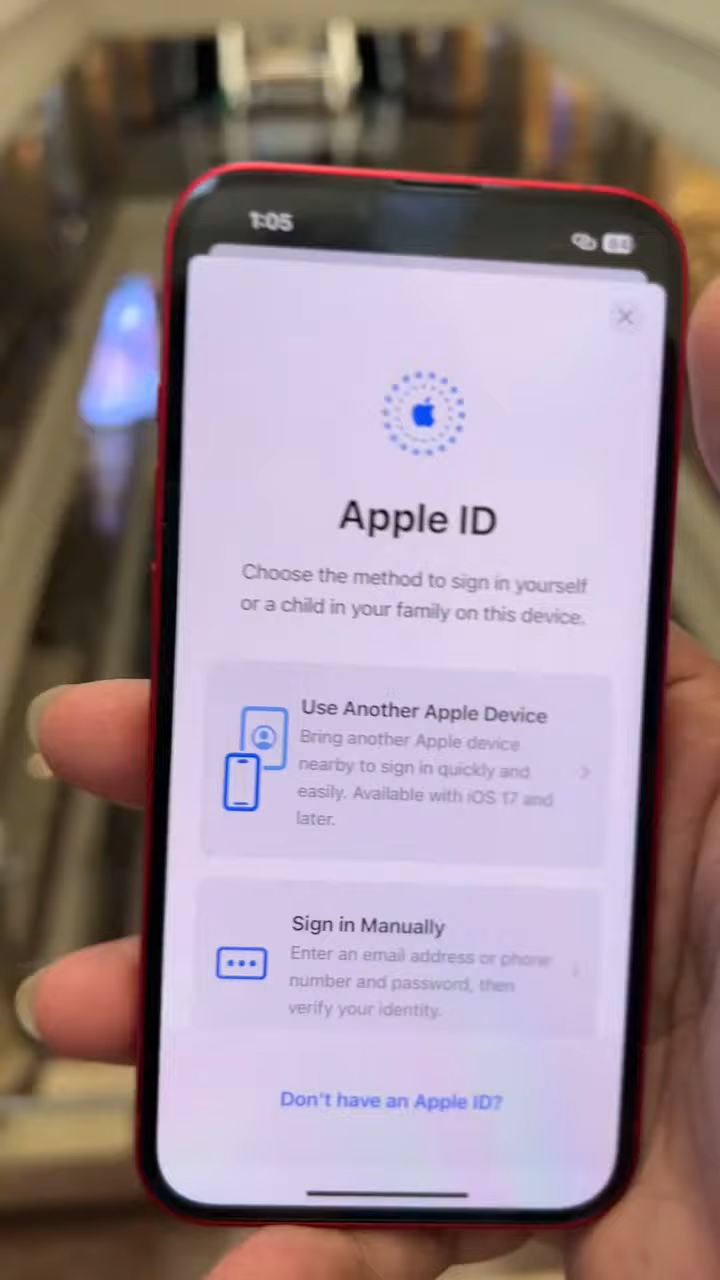 1:05
Apple ID
Choose the method to sign in yourself
or a child in your family on this device.
Use Another Apple Device
Bring another Apple device
nearby to sign in quickly and
easily. Available with iOS 17 and
later.
Sign in Manually
Enter an email address or phone
number and password, then
verify your identity.
Don't have an Apple ID?